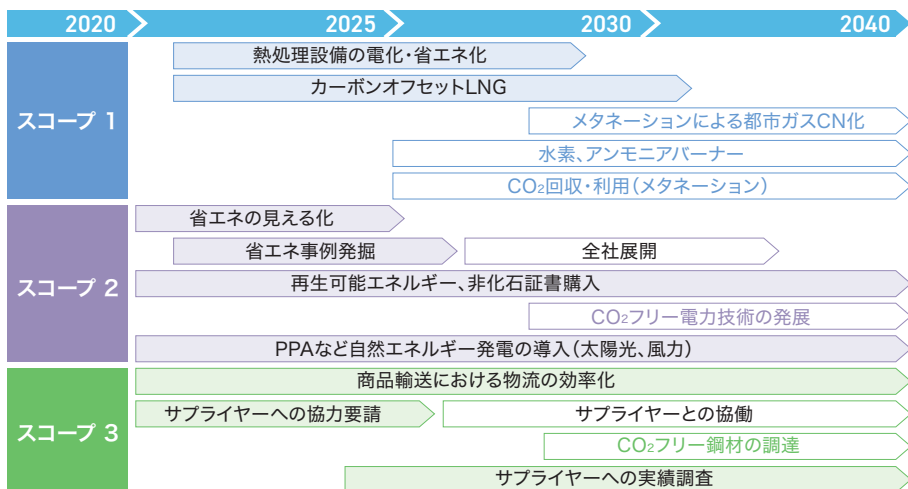 2020 2025 2030 2040
スコープ 1
熱処理設備の電化・省エネ化
カーボンオフセットLNG
メタネーションによる都市ガスCN化
水素、アンモニアバーナー
CO₂回収・利用(メタネーション)
スコープ 2
省エネの見える化
省エネ事例発掘 全社展開
再生可能エネルギー、非化石証書購入
CO₂フリー電力技術の発展
PPAなど自然エネルギー発電の導入(太陽光、風力)
スコープ 3
商品輸送における物流の効率化
サプライヤーへの協力要請 サプライヤーとの協働
CO₂フリー鋼材の調達
サプライヤーへの実績調査